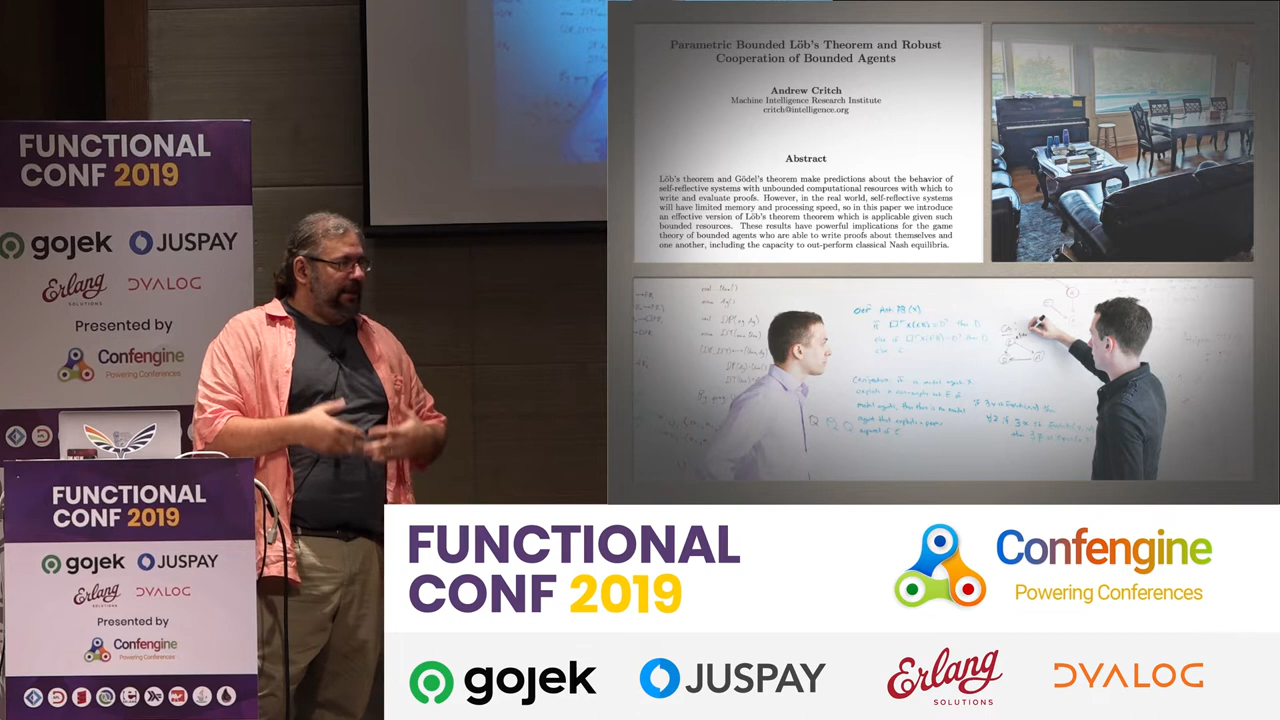 FUNCTIONAL
CONF 2019
gojek
JUSPAY
Erlang
SOLUTIONS
DYALOG
Presented by
Confengine
Powering Conferences
FUNCTIONAL
CONF 2019
gojek
JUSPAY
Erlang
SOLUTIONS
DYALOG
Presented by
Confengine
Powering Conferences
Parametric Bounded Löb's Theorem and Robust
Cooperation of Bounded Agents
Andrew Critch
Machine Intelligence Research Institute
critch@intelligence.org
Abstract
Löb's theorem and Gödel's theorem make predictions about the behavior of
self-reflective systems with unbounded computational resources with which to
write and evaluate proofs. However, in the real world, self-reflective systems
will have limited memory and processing speed, so in this paper we introduce
an effective version of Löb's theorem theorem which is applicable given such
bounded resources. These results have powerful implications for the game
theory of bounded agents who are able to write proofs about themselves and
one another, including the capacity to out-perform classical Nash equilibria.
FUNCTIONAL
CONF 2019
Confengine
Powering Conferences
gojek
JUSPAY
Erlang
SOLUTIONS
DYALOG